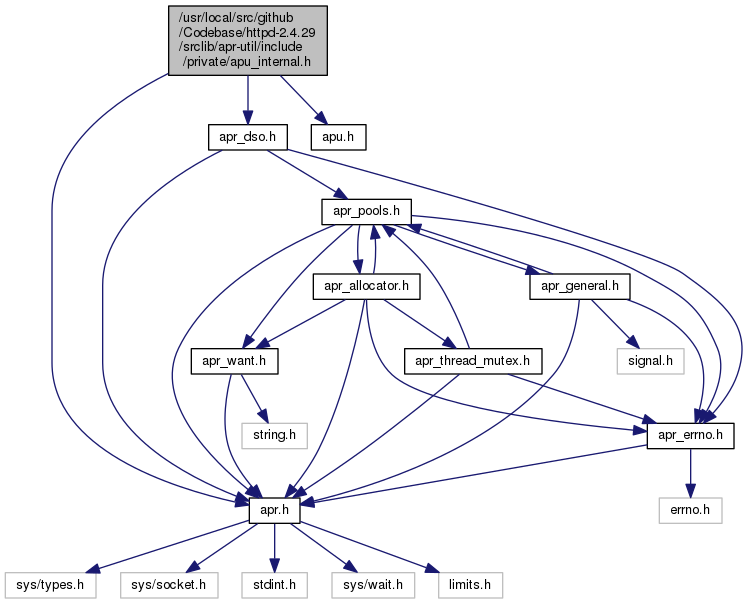 /usr/local/src/github
/Codebase/httpd-2.4.29
/srclib/apr-util/include
/private/apu_internal.h
apr_dso.h
apu.h
apr_pools.h
apr_allocator.h
apr_general.h
apr_want.h
apr_thread_mutex.h
signal.h
string.h
apr_errno.h
apr.h
errno.h
sys/types.h
sys/socket.h
stdint.h
sys/wait.h
limits.h